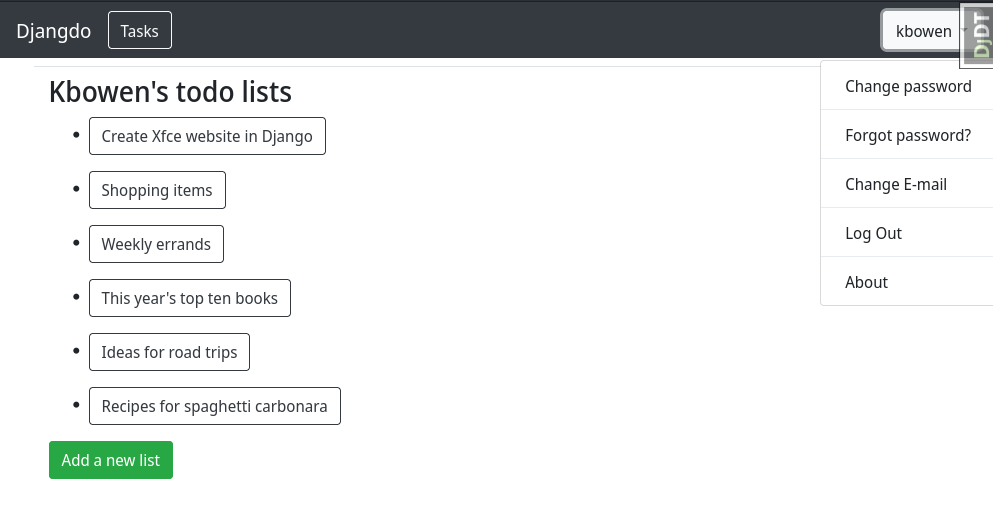 Djangdo
Tasks
kbowen
DjDT
Change password
Forgot password?
Change E-mail
Log Out
About
Kbowen's todo lists
Create Xfce website in Django
Shopping items
Weekly errands
This year's top ten books
Ideas for road trips
Recipes for spaghetti carbonara
Add a new list